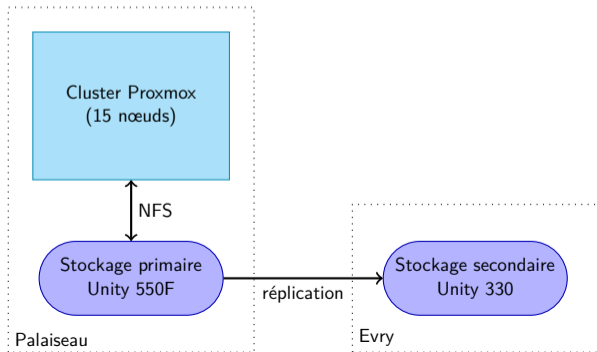 Cluster Proxmox
(15 nœuds)
NFS
Stockage primaire
Unity 550F
réplication
Stockage secondaire
Unity 330
Palaiseau
Evry